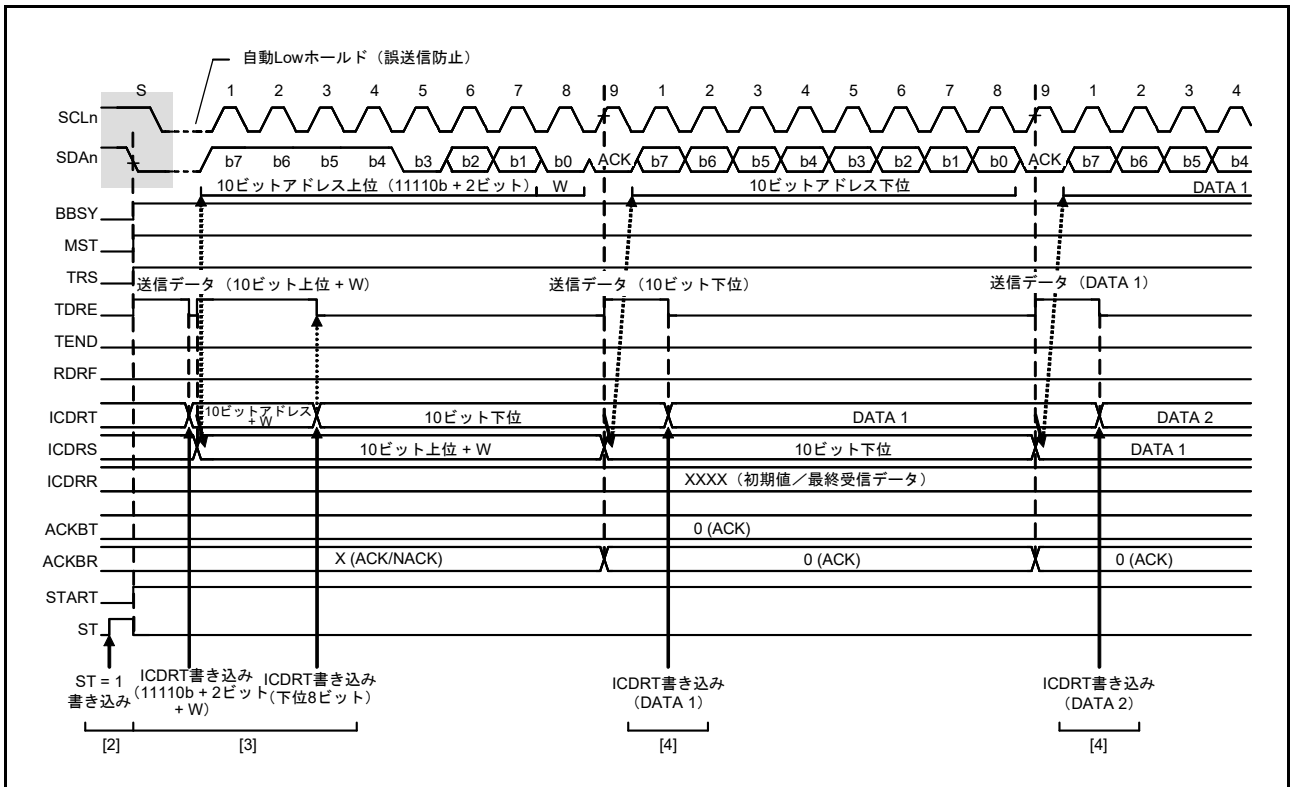 自動Lowホールド（誤送信防止）
S 1 2 3 4 5 6 7 8 9 1 2 3 4 5 6 7 8 9 1 2 3 4
SCLn
SDAn b7 b6 b5 b4 b3 b2 b1 b0 ACK b7 b6 b5 b4 b3 b2 b1 b0 ACK b7 b6 b5 b4
10ビットアドレス上位（11110b + 2ビット） W 10ビットアドレス下位 DATA 1
BBSY
MST
TRS
送信データ（10ビット上位 + W） 送信データ（10ビット下位） 送信データ（DATA 1）
TDRE
TEND
RDRF
ICDRT 10ビットアドレス + W 10ビット下位 DATA 1 DATA 2
ICDRS 10ビット上位 + W 10ビット下位 DATA 1
ICDRR XXXX（初期値／最終受信データ）
ACKBT 0 (ACK)
ACKBR X (ACK/NACK) 0 (ACK) 0 (ACK)
START
ST
ST = 1
書き込み
ICDRT書き込み
（11110b + 2ビット
+ W）
ICDRT書き込み
（下位8ビット）
ICDRT書き込み
（DATA 1）
ICDRT書き込み
（DATA 2）
[2] [3] [4] [4]